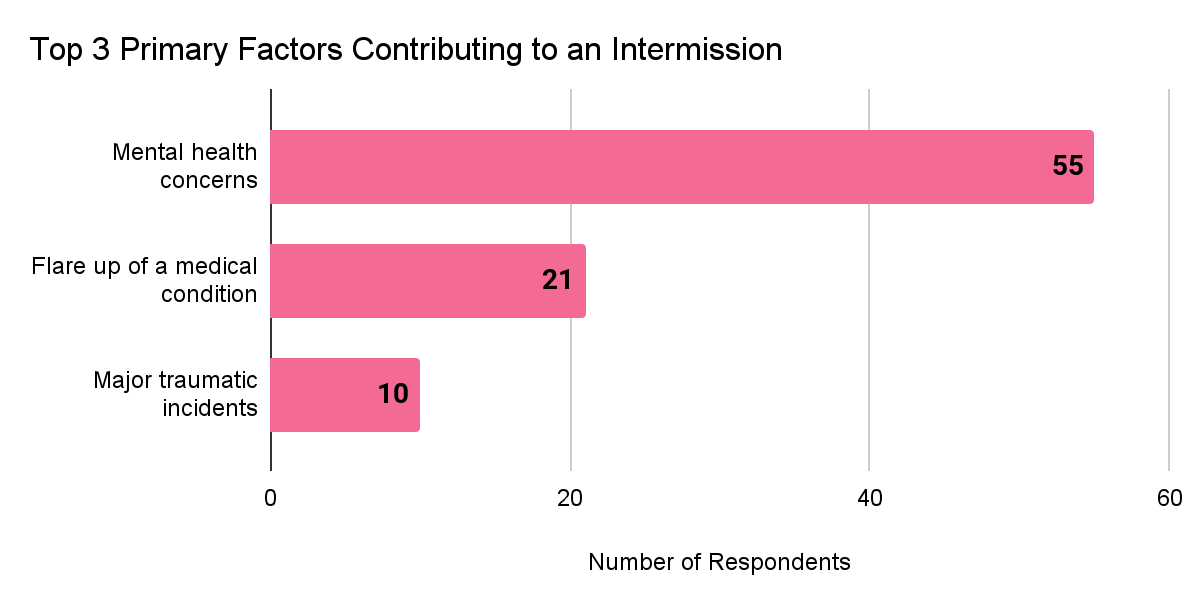 Top 3 Primary Factors Contributing to an Intermission
Mental health
concerns
55
Flare up of a medical
condition
21
Major traumatic
incidents
10
0 20 40 60
Number of Respondents